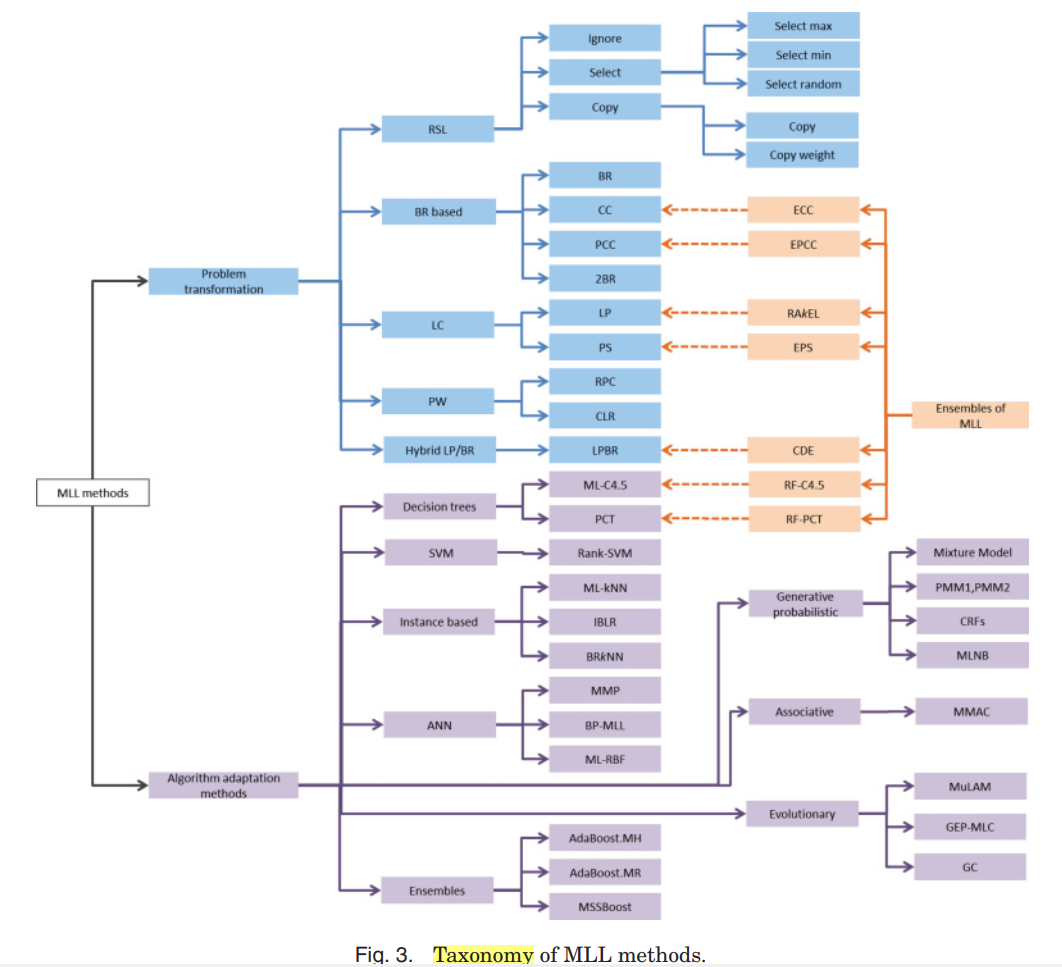 Select max
Ignore
Select min
Select
Select random
Copy
RSL
Copy
Copy weight
BR
BR based
CC
ECC
PCC
EPCC
Problem
transformation
2BR
LP
RAkEL
LC
PS
EPS
RPC
PW
CLR
Ensembles of
MLL
Hybrid LP/BR
LPBR
CDE
ML-C4.5
RF-C4.5
MLL methods
Decision trees
PCT
RF-PCT
SVM
Rank-SVM
Mixture Model
ML-kNN
PMM1,PMM2
Generative
probabilistic
Instance based
IBLR
CRFs
BRkNN
MLNB
MMP
Associative
MMAC
ANN
BP-MLL
ML-RBF
Algorithm adaptation
methods
MuLAM
Evolutionary
GEP-MLC
AdaBoost.MH
GC
AdaBoost.MR
Ensembles
MSSBoost
Fig. 3. Taxonomy of MLL methods.